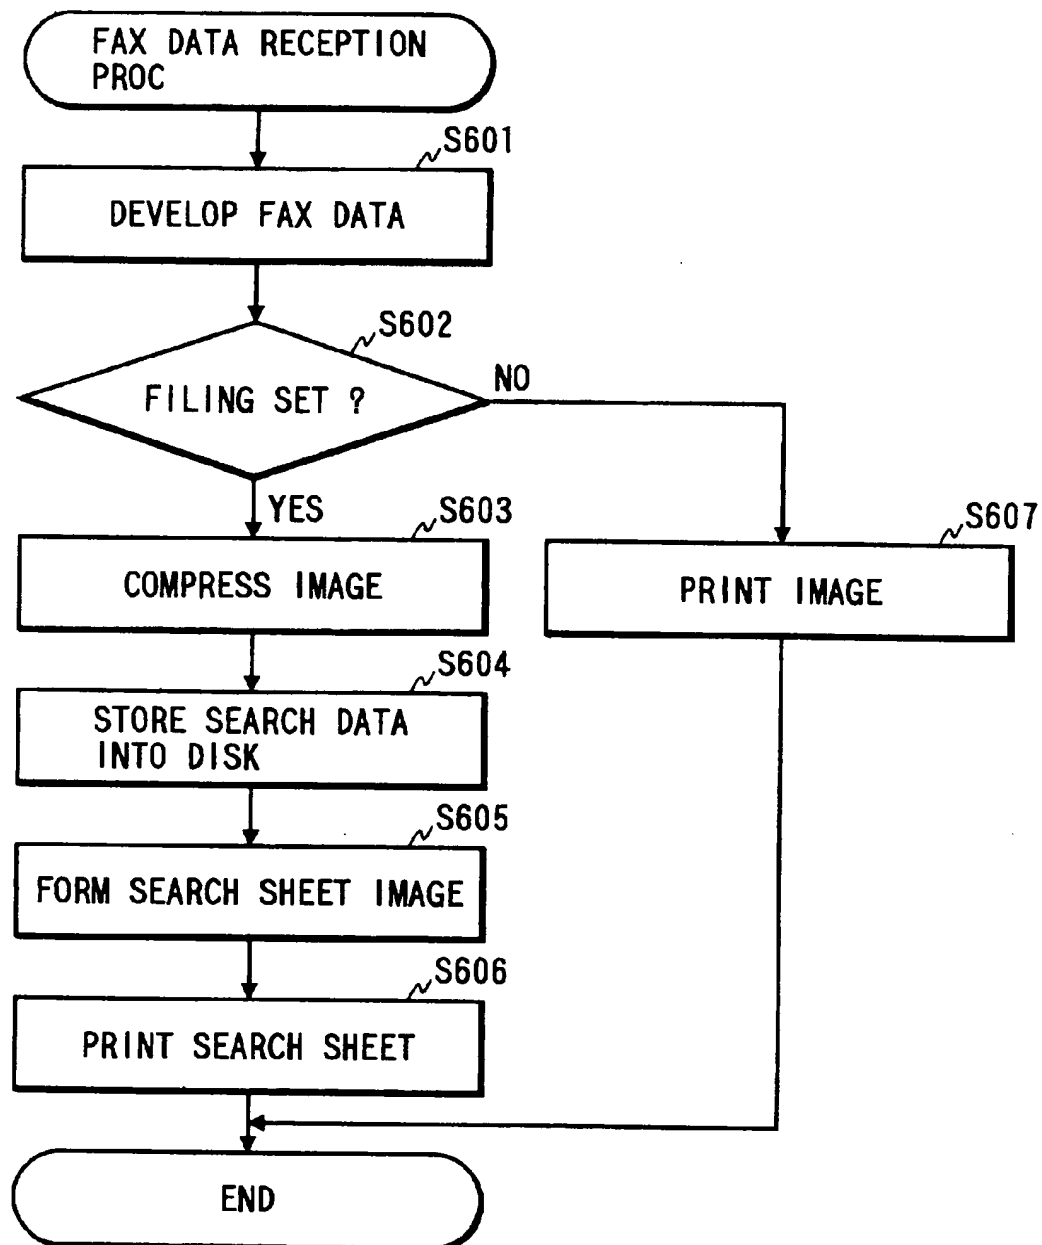 FAX DATA RECEPTION
PROC
S601
DEVELOP FAX DATA
S602
FILING SET ?
NO
YES
S603
COMPRESS IMAGE
S607
PRINT IMAGE
S604
STORE SEARCH DATA
INTO DISK
S605
FORM SEARCH SHEET IMAGE
S606
PRINT SEARCH SHEET
END